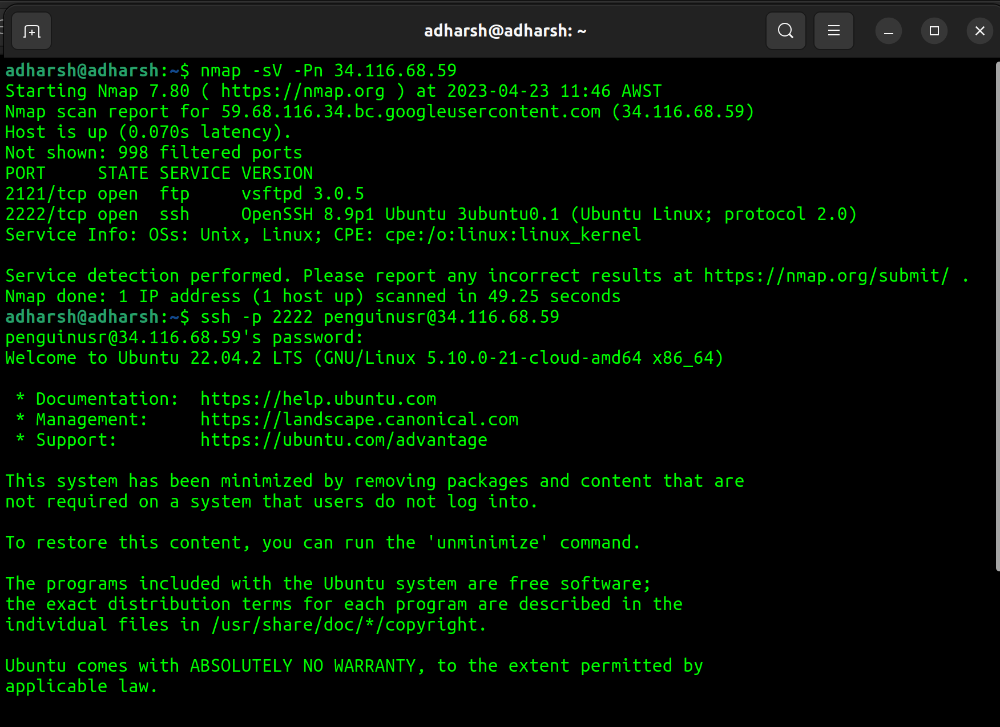 adharsh@adharsh: ~
adharsh@adharsh:~$ nmap -sV -Pn 34.116.68.59
Starting Nmap 7.80 ( https://nmap.org ) at 2023-04-23 11:46 AWST
Nmap scan report for 59.68.116.34.bc.googleusercontent.com (34.116.68.59)
Host is up (0.070s latency).
Not shown: 998 filtered ports
PORT     STATE SERVICE VERSION
2121/tcp open  ftp     vsftpd 3.0.5
2222/tcp open  ssh     OpenSSH 8.9p1 Ubuntu 3ubuntu0.1 (Ubuntu Linux; protocol 2.0)
Service Info: OSs: Unix, Linux; CPE: cpe:/o:linux:linux_kernel
Service detection performed. Please report any incorrect results at https://nmap.org/submit/ .
Nmap done: 1 IP address (1 host up) scanned in 49.25 seconds
adharsh@adharsh:~$ ssh -p 2222 penguinusr@34.116.68.59
penguinusr@34.116.68.59's password:
Welcome to Ubuntu 22.04.2 LTS (GNU/Linux 5.10.0-21-cloud-amd64 x86_64)
 * Documentation:  https://help.ubuntu.com
 * Management:     https://landscape.canonical.com
 * Support:        https://ubuntu.com/advantage
This system has been minimized by removing packages and content that are
not required on a system that users do not log into.
To restore this content, you can run the 'unminimize' command.
The programs included with the Ubuntu system are free software;
the exact distribution terms for each program are described in the
individual files in /usr/share/doc/*/copyright.
Ubuntu comes with ABSOLUTELY NO WARRANTY, to the extent permitted by
applicable law.